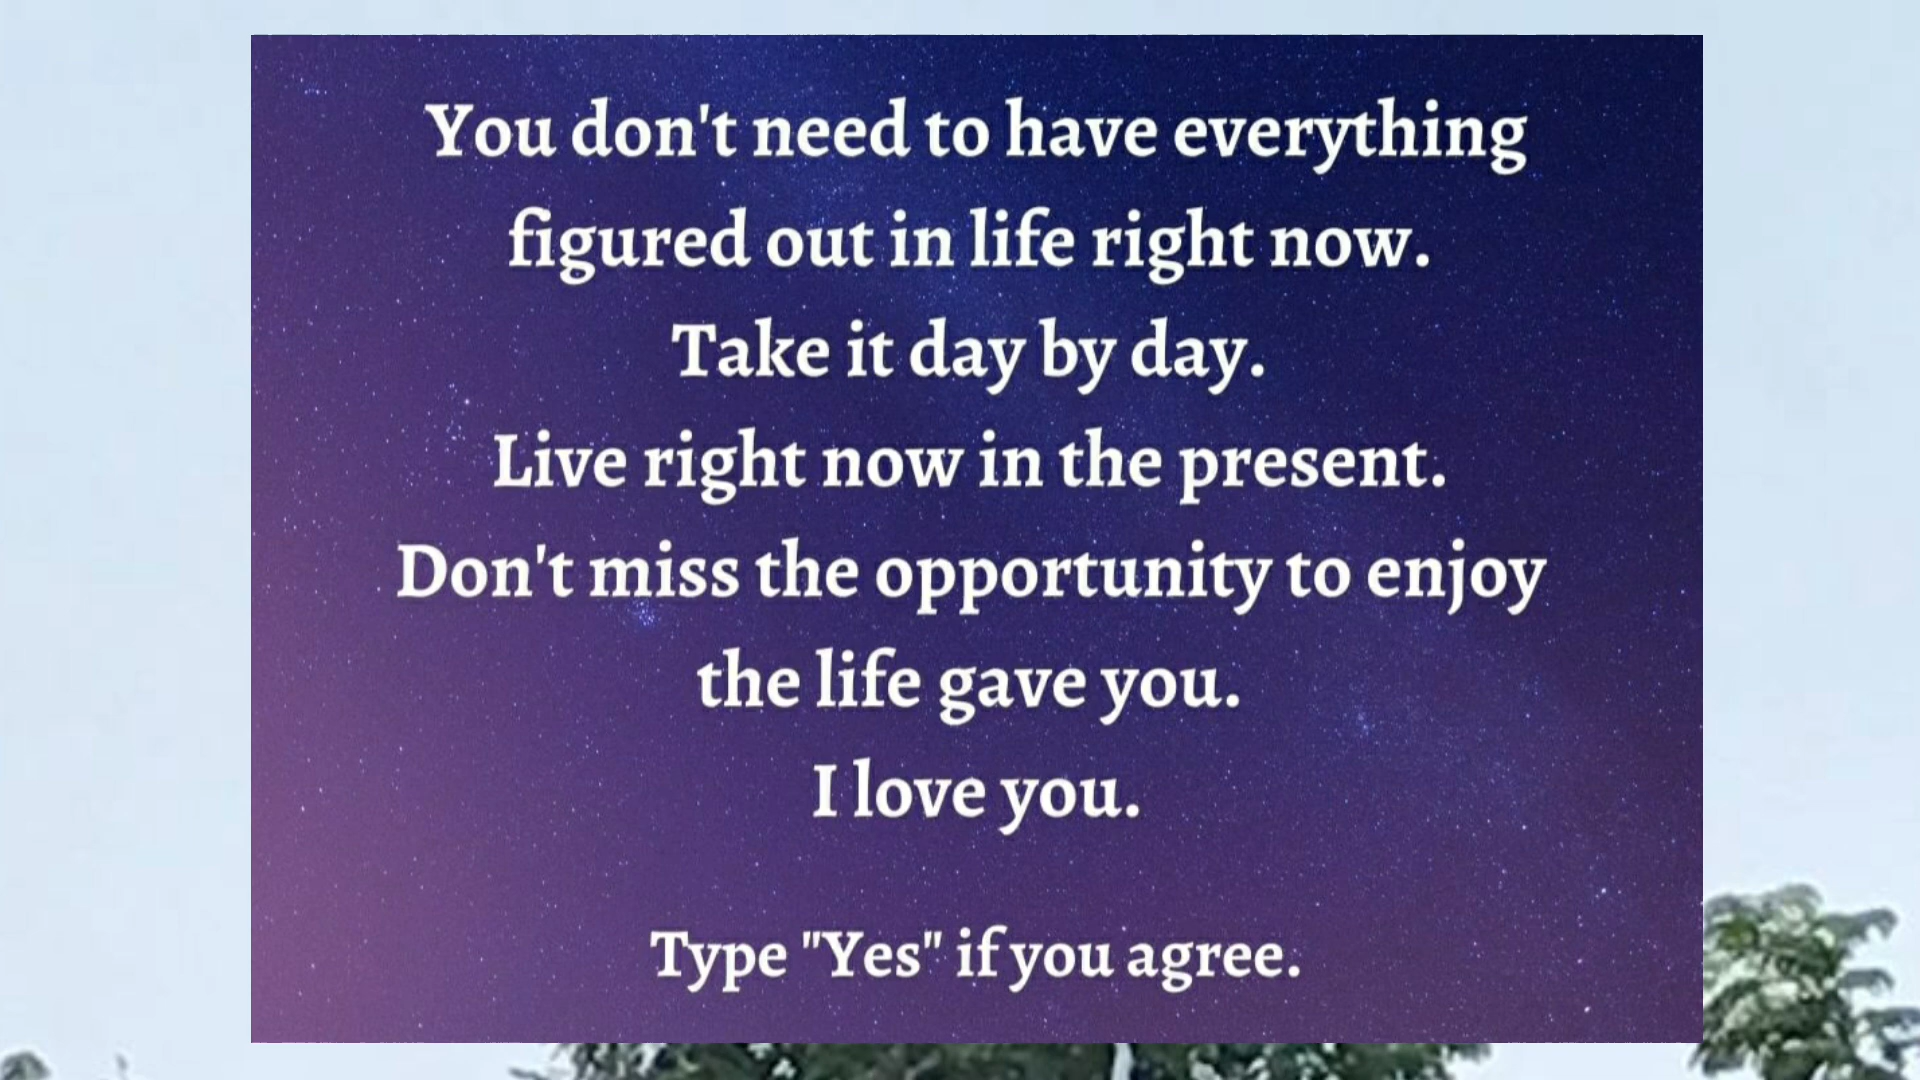 You don't need to have everything
figured out in life right now.
Take it day by day.
Live right now in the present.
Don't miss the opportunity to enjoy
the life gave you.
I love you.
Type "Yes" if you agree.